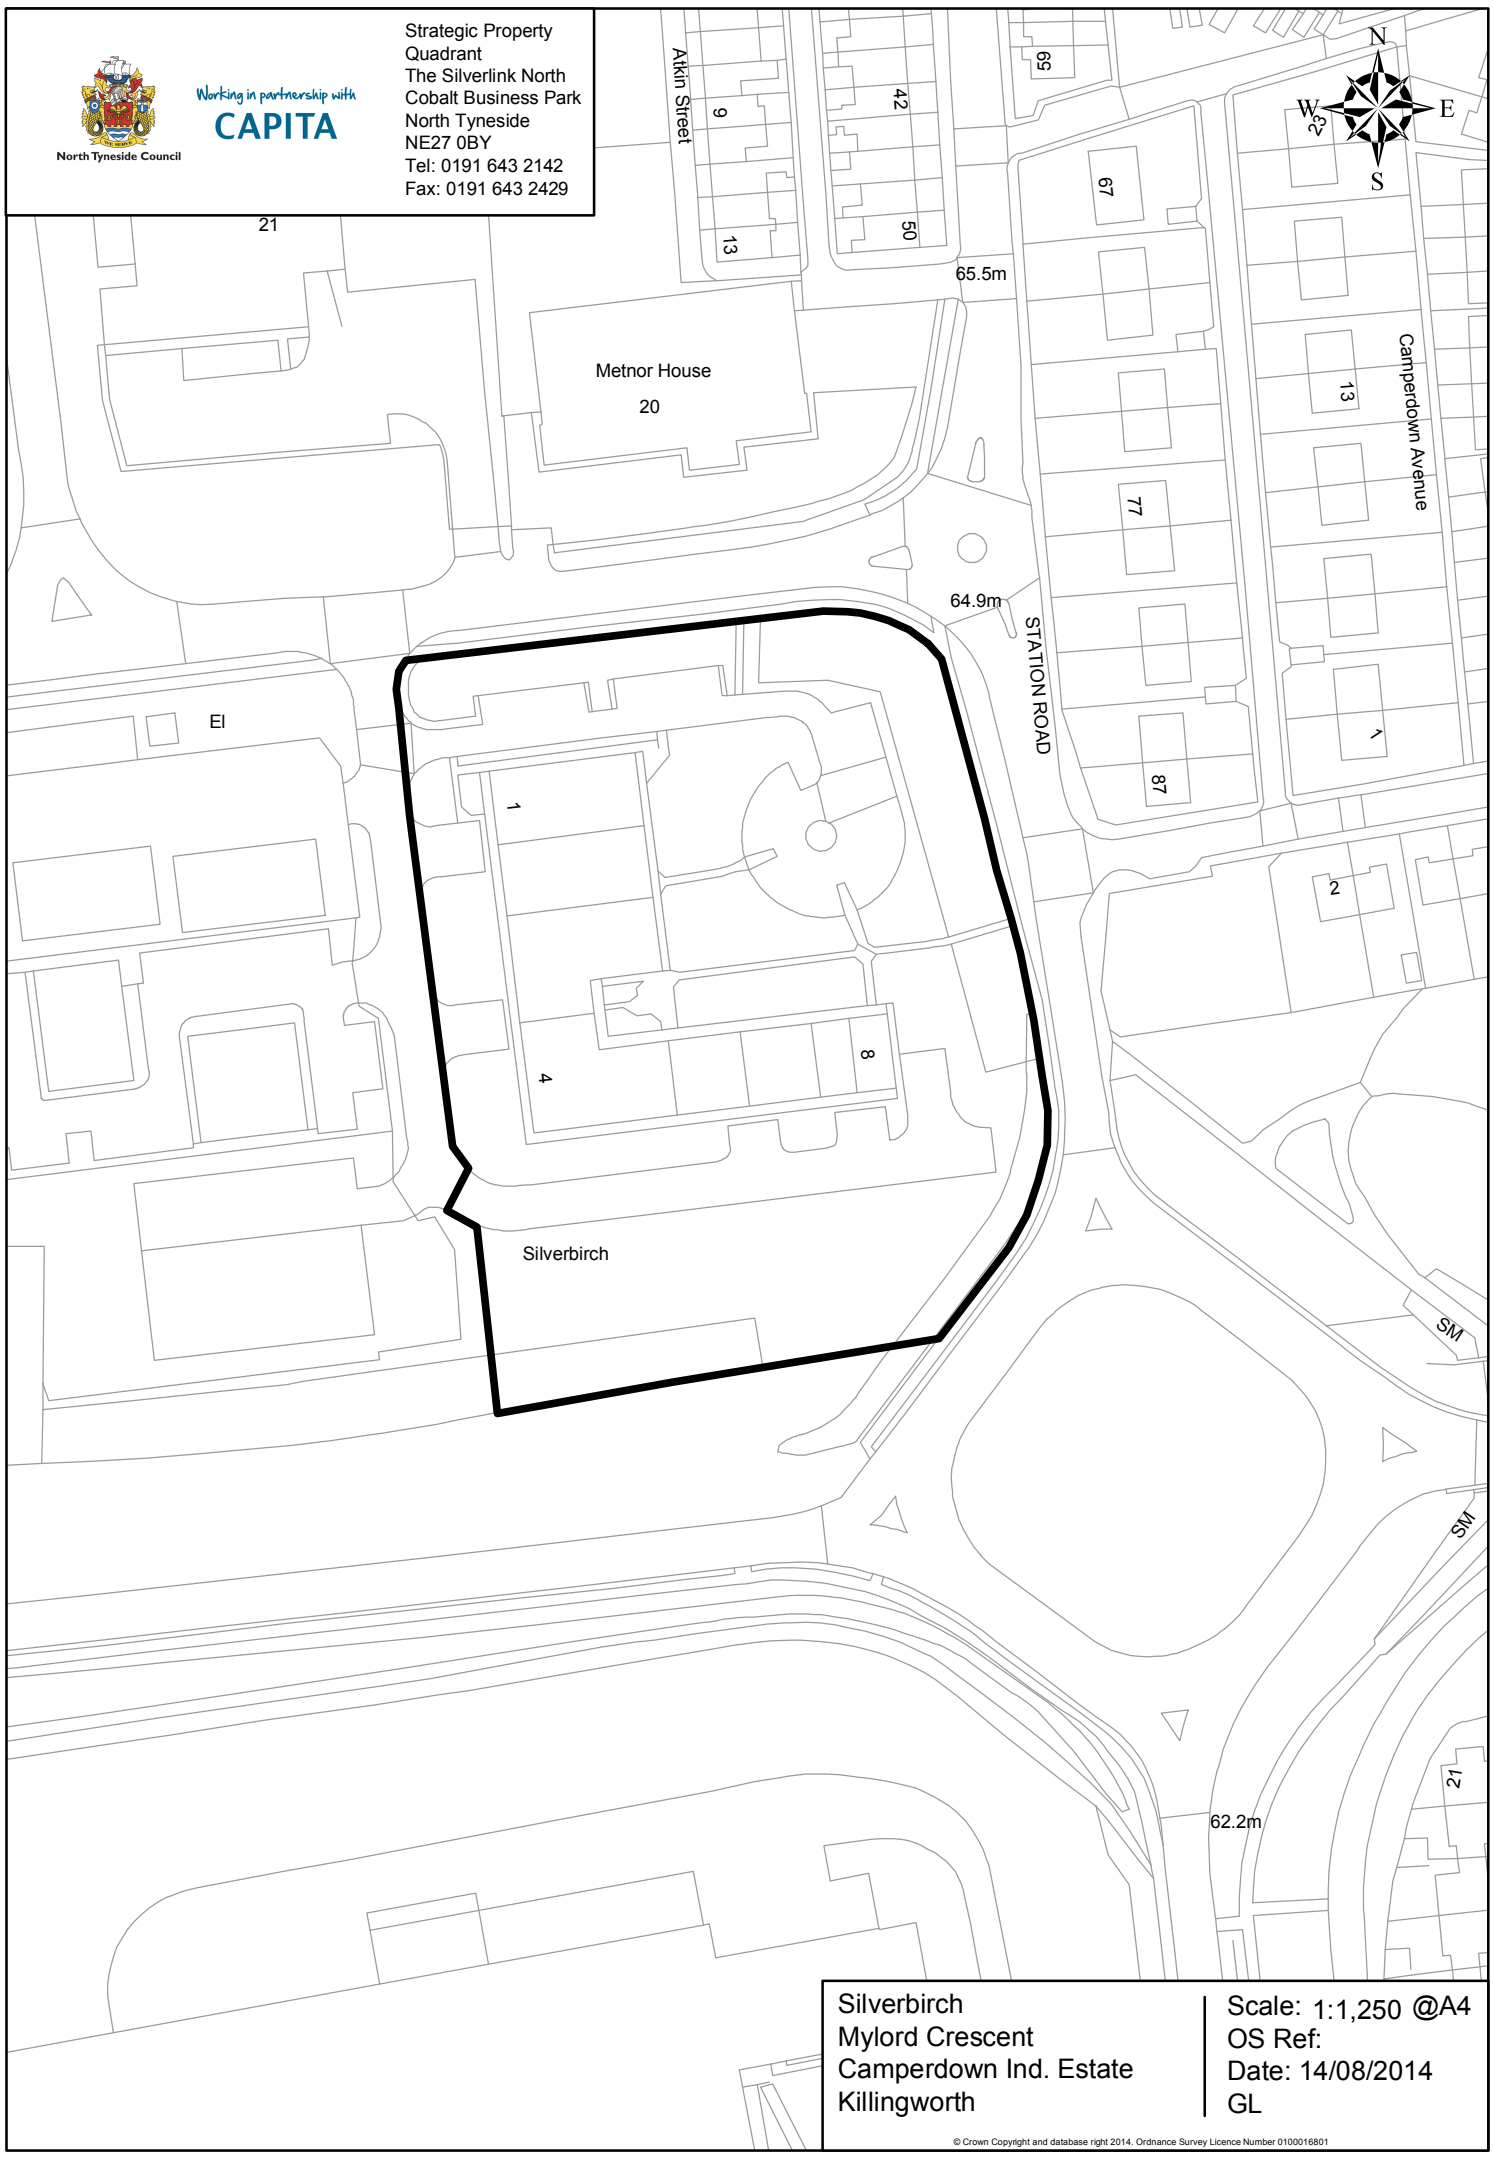 North Tyneside Council
Working in partnership with
CAPITA
Strategic Property
Quadrant
The Silverlink North
Cobalt Business Park
North Tyneside
NE27 0BY
Tel: 0191 643 2142
Fax: 0191 643 2429
N
W
E
S
Atkin Street
9
13
42
50
59
67
23
21
65.5m
Metnor House
20
Camperdown Avenue
13
77
64.9m
STATION ROAD
El
1
87
1
2
4
8
Silverbirch
SM
SM
21
62.2m
Silverbirch
Mylord Crescent
Camperdown Ind. Estate
Killingworth
Scale: 1:1,250 @A4
OS Ref:
Date: 14/08/2014
GL
© Crown Copyright and database right 2014. Ordnance Survey Licence Number 0100016801